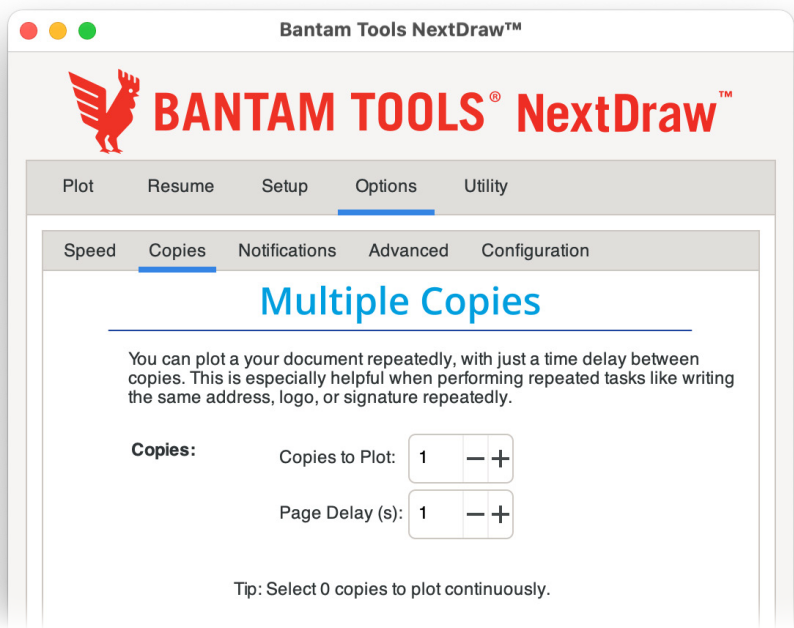 Bantam Tools NextDraw™
BANTAM TOOLS® NextDraw™
Plot Resume Setup Options Utility
Speed Copies Notifications Advanced Configuration
Multiple Copies
You can plot a your document repeatedly, with just a time delay between
copies. This is especially helpful when performing repeated tasks like writing
the same address, logo, or signature repeatedly.
Copies: Copies to Plot: 1 — +
Page Delay (s): 1 — +
Tip: Select 0 copies to plot continuously.